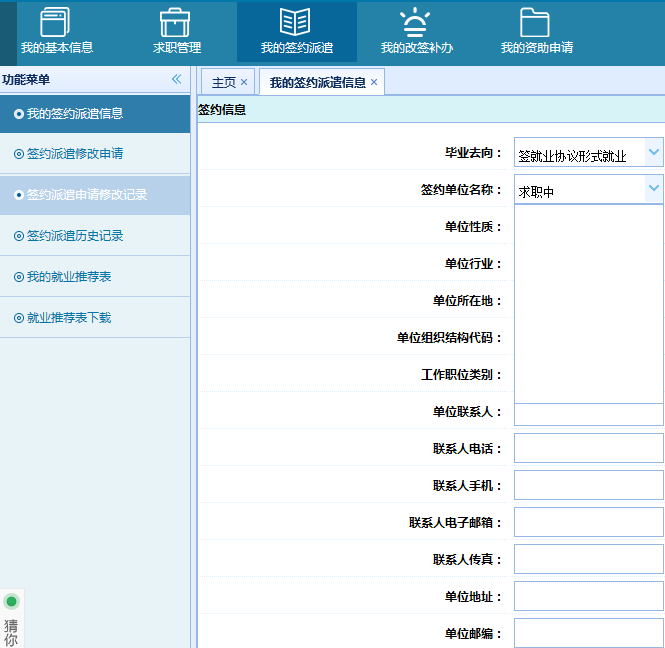 我的基本信息
求职管理
我的签约派遣
我的改签补办
我的资助申请
功能菜单
«
主页 ×
我的签约派遣信息 ×
我的签约派遣信息
签约派遣修改申请
签约派遣申请修改记录
签约派遣历史记录
我的就业推荐表
就业推荐表下载
签约信息
毕业去向： 签就业协议形式就业
签约单位名称： 求职中
单位性质：
单位行业：
单位所在地：
单位组织结构代码：
工作职位类别：
单位联系人：
联系人电话：
联系人手机：
联系人电子邮箱：
联系人传真：
单位地址：
单位邮编：
猜
你